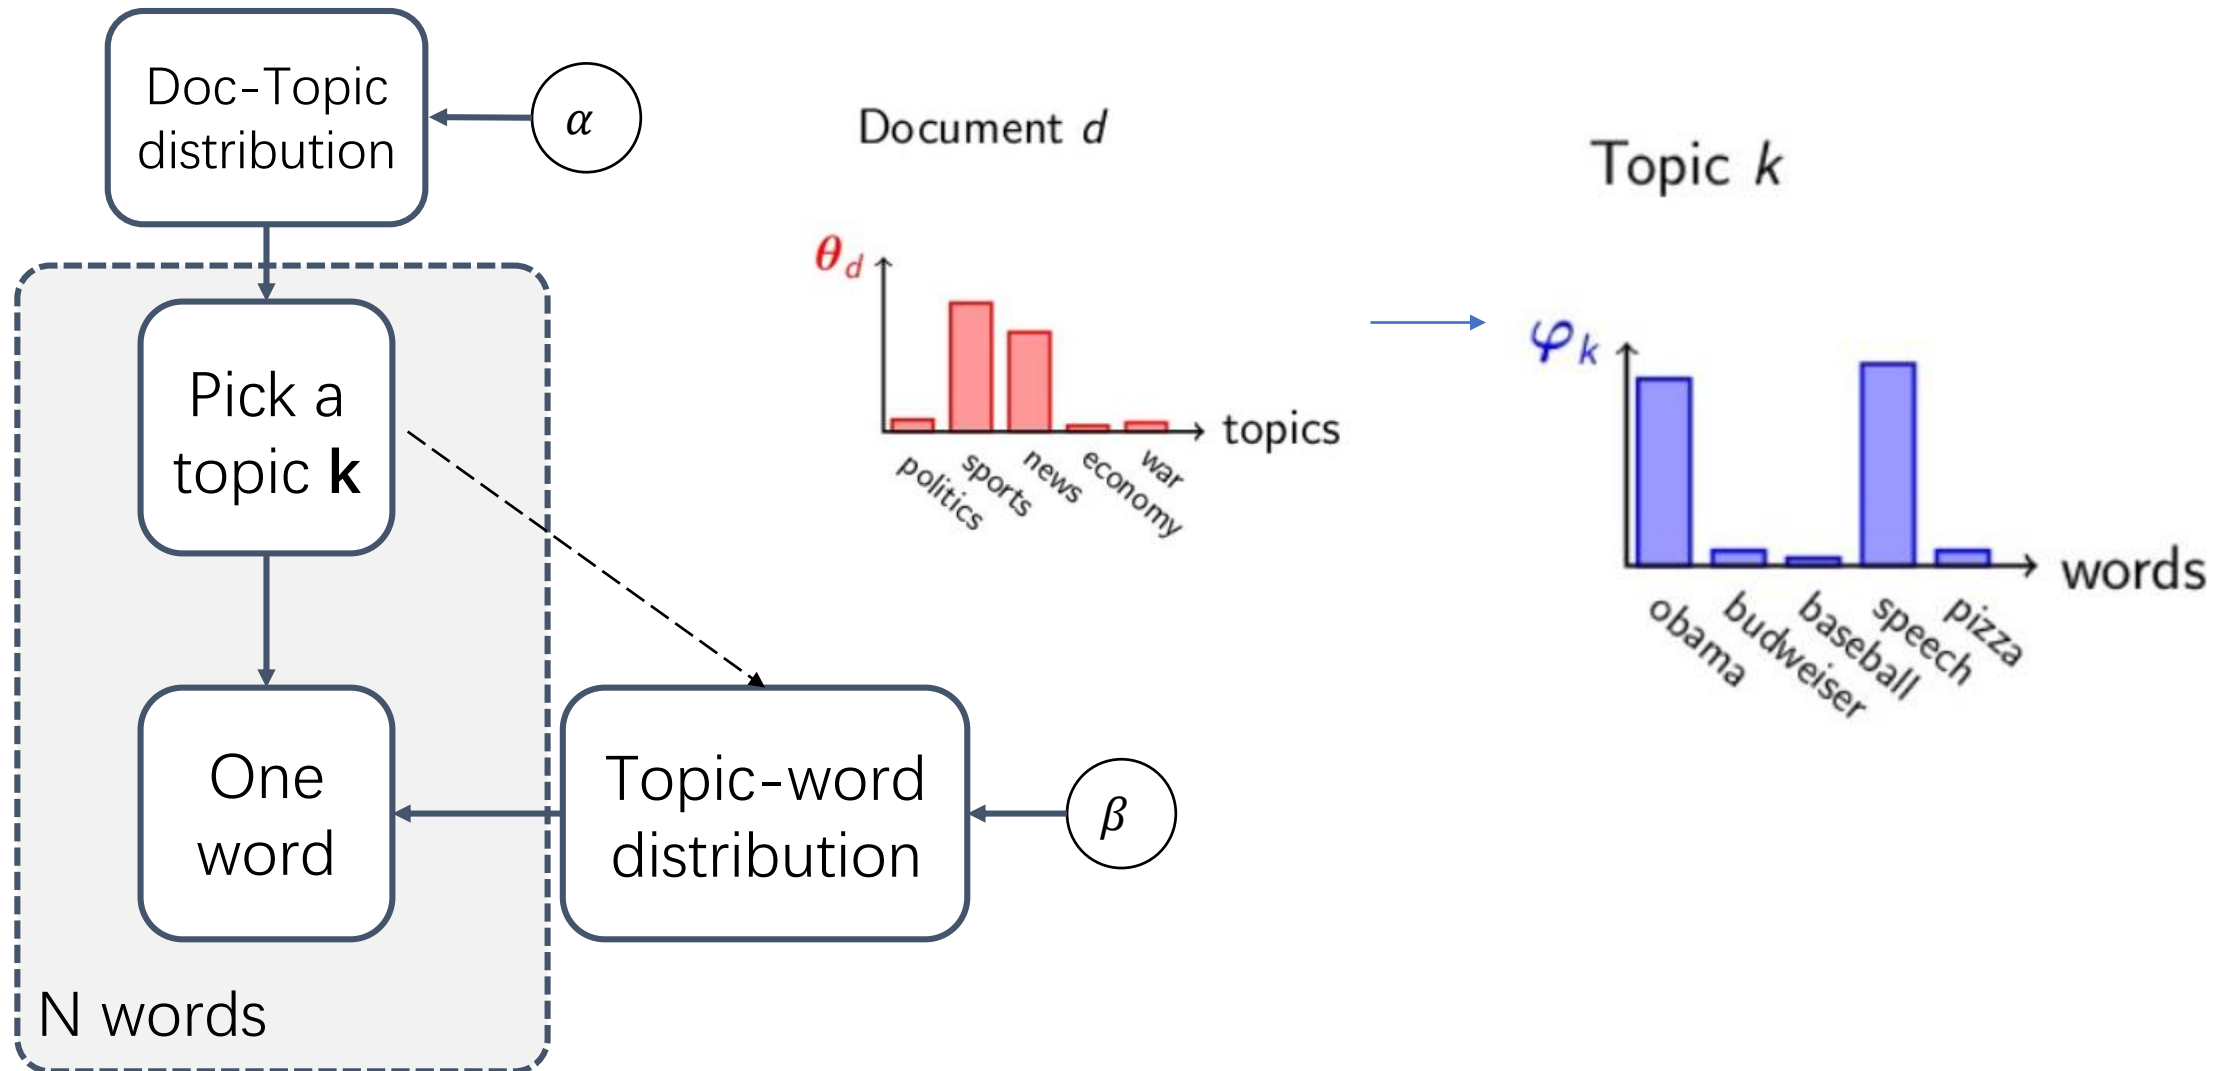 Doc-Topic
distribution
α
Pick a
topic k
One
word
N words
Topic-word
distribution
β
Document d
θd
topics
politics
sports
news
economy
war
Topic k
φk
words
obama
budweiser
baseball
speech
pizza